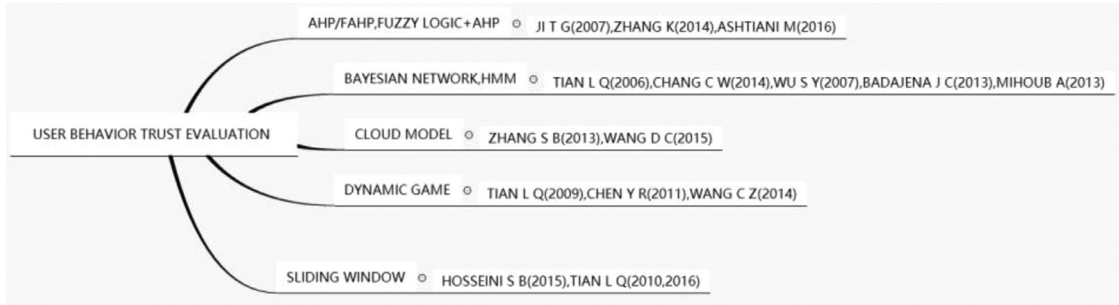 AHP/FAHP,FUZZY LOGIC+AHP JI T G(2007),ZHANG K(2014),ASHTIANI M(2016)
BAYESIAN NETWORK,HMM TIAN L Q(2006),CHANG C W(2014),WU S Y(2007),BADAJENA J C(2013),MIHOUB A(2013)
USER BEHAVIOR TRUST EVALUATION
CLOUD MODEL ZHANG S B(2013),WANG D C(2015)
DYNAMIC GAME TIAN L Q(2009),CHEN Y R(2011),WANG C Z(2014)
SLIDING WINDOW HOSSEINI S B(2015),TIAN L Q(2010,2016)